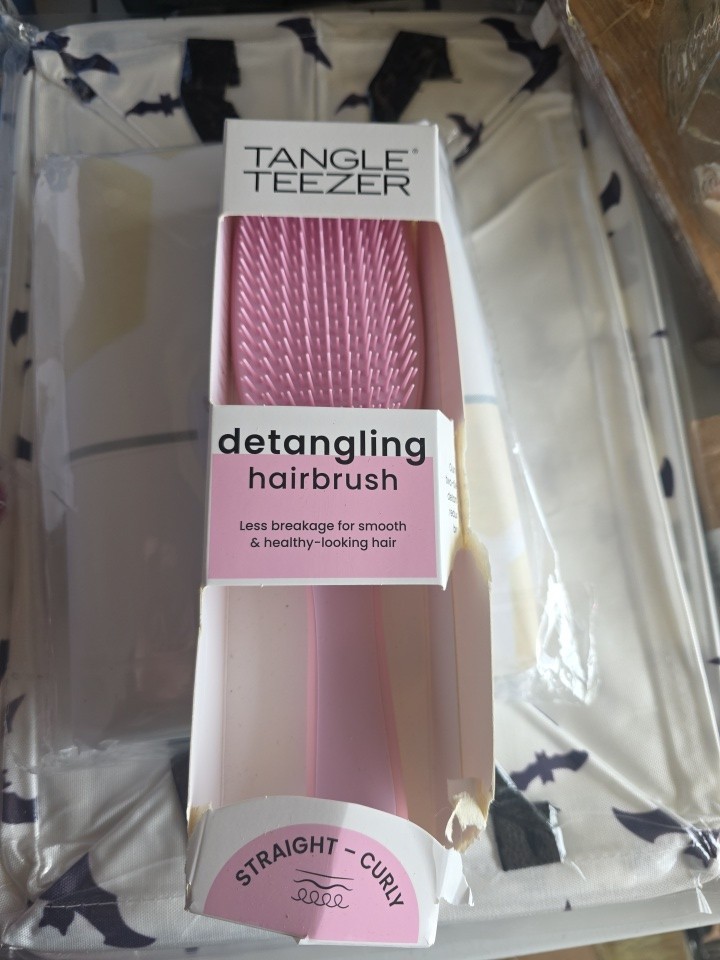 TANGLE
TEEZER
detangling
hairbrush
Less breakage for smooth
& healthy-looking hair
STRAIGHT – CURLY